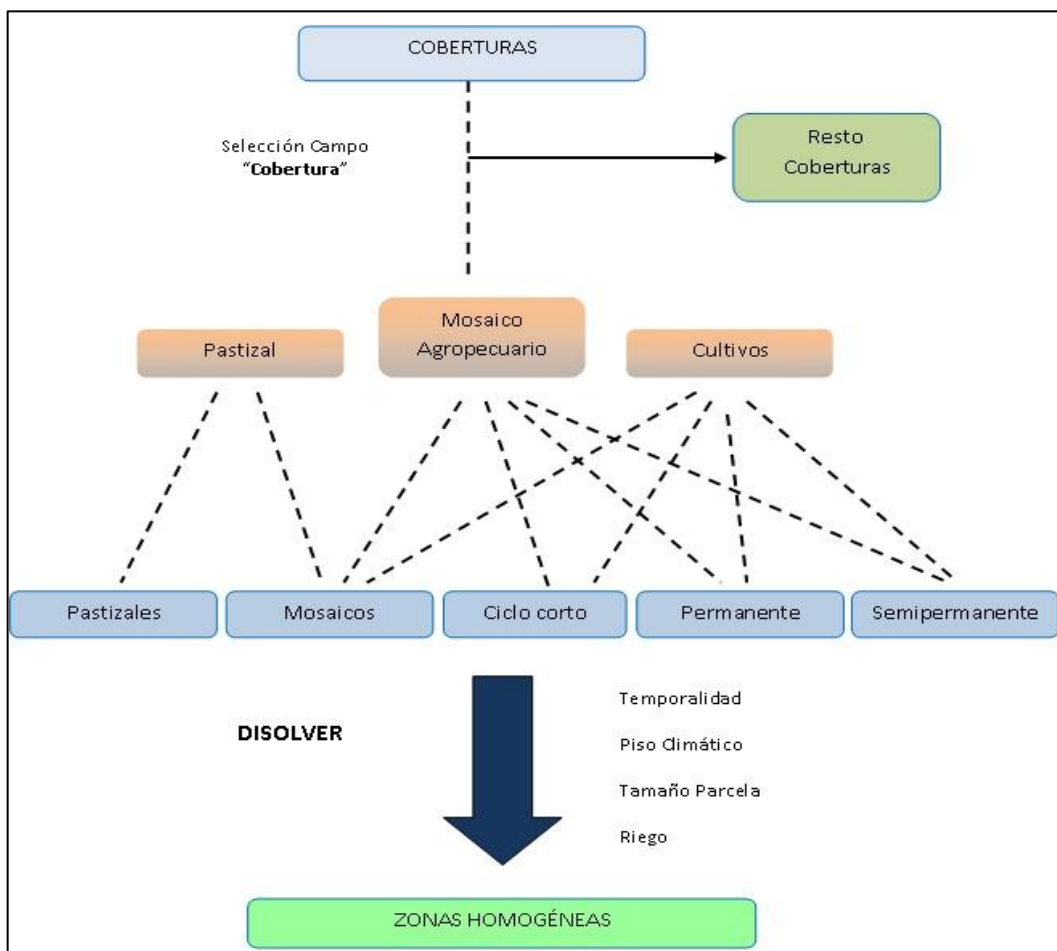 COBERTURAS
Selección Campo
“Cobertura”
Resto
Coberturas
Pastizal
Mosaico
Agropecuario
Cultivos
Pastizales
Mosaicos
Ciclo corto
Permanente
Semipermanente
DISOLVER
Temporalidad
Piso Climático
Tamaño Parcela
Riego
ZONAS HOMOGÉNEAS